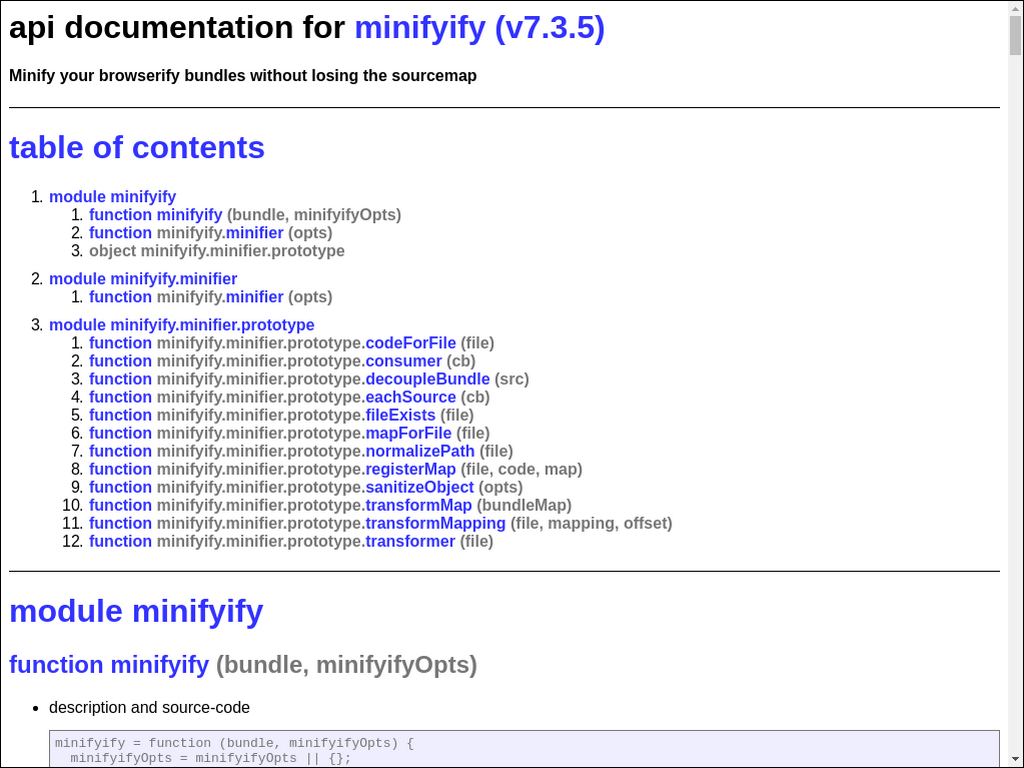 api documentation for minifyify (v7.3.5)
Minify your browserify bundles without losing the sourcemap
table of contents
1. module minifyify
1. function minifyify (bundle, minifyifyOpts)
2. function minifyify.minifier (opts)
3. object minifyify.minifier.prototype
2. module minifyify.minifier
1. function minifyify.minifier (opts)
3. module minifyify.minifier.prototype
1. function minifyify.minifier.prototype.codeForFile (file)
2. function minifyify.minifier.prototype.consumer (cb)
3. function minifyify.minifier.prototype.decoupleBundle (src)
4. function minifyify.minifier.prototype.eachSource (cb)
5. function minifyify.minifier.prototype.fileExists (file)
6. function minifyify.minifier.prototype.mapForFile (file)
7. function minifyify.minifier.prototype.normalizePath (file)
8. function minifyify.minifier.prototype.registerMap (file, code, map)
9. function minifyify.minifier.prototype.sanitizeObject (opts)
10. function minifyify.minifier.prototype.transformMap (bundleMap)
11. function minifyify.minifier.prototype.transformMapping (file, mapping, offset)
12. function minifyify.minifier.prototype.transformer (file)
module minifyify
function minifyify (bundle, minifyifyOpts)
• description and source-code
minifyify = function (bundle, minifyifyOpts) {
minifyifyOpts = minifyifyOpts || {};